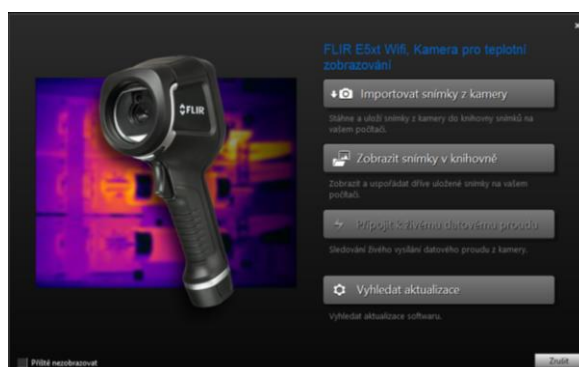 FLIR E5xt Wifi, Kamera pro teplotní
zobrazování
Importovat snímky z kamery
Stáhne a uloží snímky z kamery do knihovny snímků na
vašem počítači.
FLIR
Zobrazit snímky v knihovně
Zobrazit a uspořádat dříve uložené snímky na vašem
počítači.
Připojit k živému datovému proudu
Sledování živého vysílání datového proudu z kamery.
Vyhledat aktualizace
Vyhledat aktualizace softwaru.
Příště nezobrazovat
Zrušit